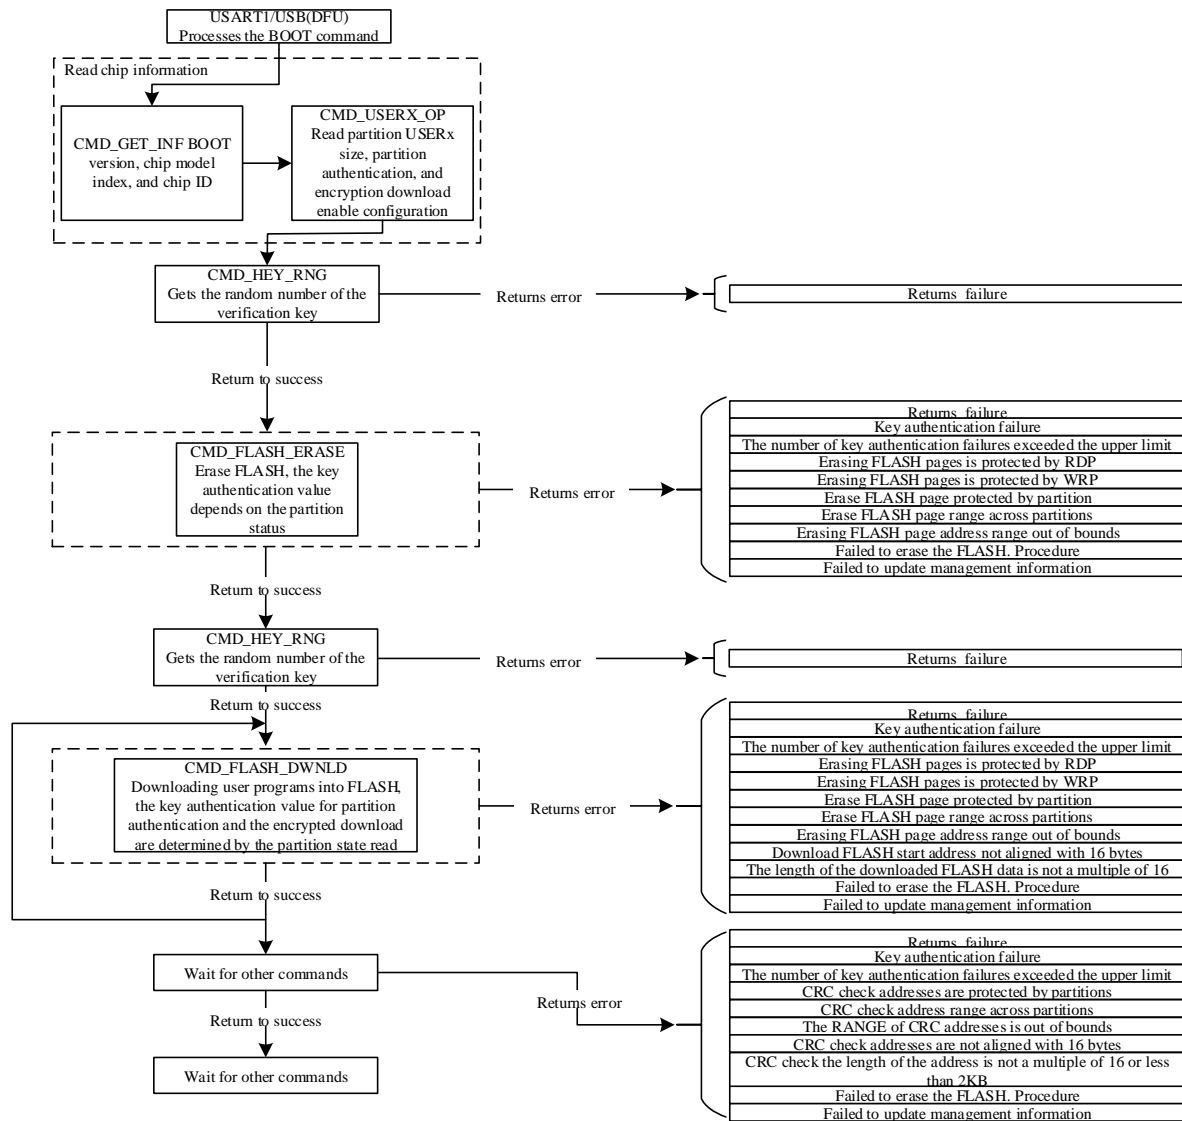 USART1/USB(DFU)
Processes the BOOT command
Read chip information
CMD_GET_INF BOOT
version, chip model
index, and chip ID
CMD_USERX_OP
Read partition USERx
size, partition
authentication, and
encryption download
enable configuration
CMD_HEY_RNG
Gets the random number of the
verification key
Returns error
Returns failure
Return to success
CMD_FLASH_ERASE
Erase FLASH, the key
authentication value
depends on the partition
status
Returns error
Returns failure
Key authentication failure
The number of key authentication failures exceeded the upper limit
Erasing FLASH pages is protected by RDP
Erasing FLASH pages is protected by WRP
Erase FLASH page protected by partition
Erase FLASH page range across partitions
Erasing FLASH page address range out of bounds
Failed to erase the FLASH. Procedure
Failed to update management information
Return to success
CMD_HEY_RNG
Gets the random number of the
verification key
Returns error
Returns failure
Return to success
CMD_FLASH_DWNLD
Downloading user programs into FLASH,
the key authentication value for partition
authentication and the encrypted download
are determined by the partition state read
Returns error
Returns failure
Key authentication failure
The number of key authentication failures exceeded the upper limit
Erasing FLASH pages is protected by RDP
Erasing FLASH pages is protected by WRP
Erase FLASH page protected by partition
Erase FLASH page range across partitions
Erasing FLASH page address range out of bounds
Download FLASH start address not aligned with 16 bytes
The length of the downloaded FLASH data is not a multiple of 16
Failed to erase the FLASH. Procedure
Failed to update management information
Return to success
Wait for other commands
Returns error
Returns failure
Key authentication failure
The number of key authentication failures exceeded the upper limit
CRC check addresses are protected by partitions
CRC check address range across partitions
The RANGE of CRC addresses is out of bounds
CRC check addresses are not aligned with 16 bytes
CRC check the length of the address is not a multiple of 16 or less
than 2KB
Failed to erase the FLASH. Procedure
Failed to update management information
Return to success
Wait for other commands